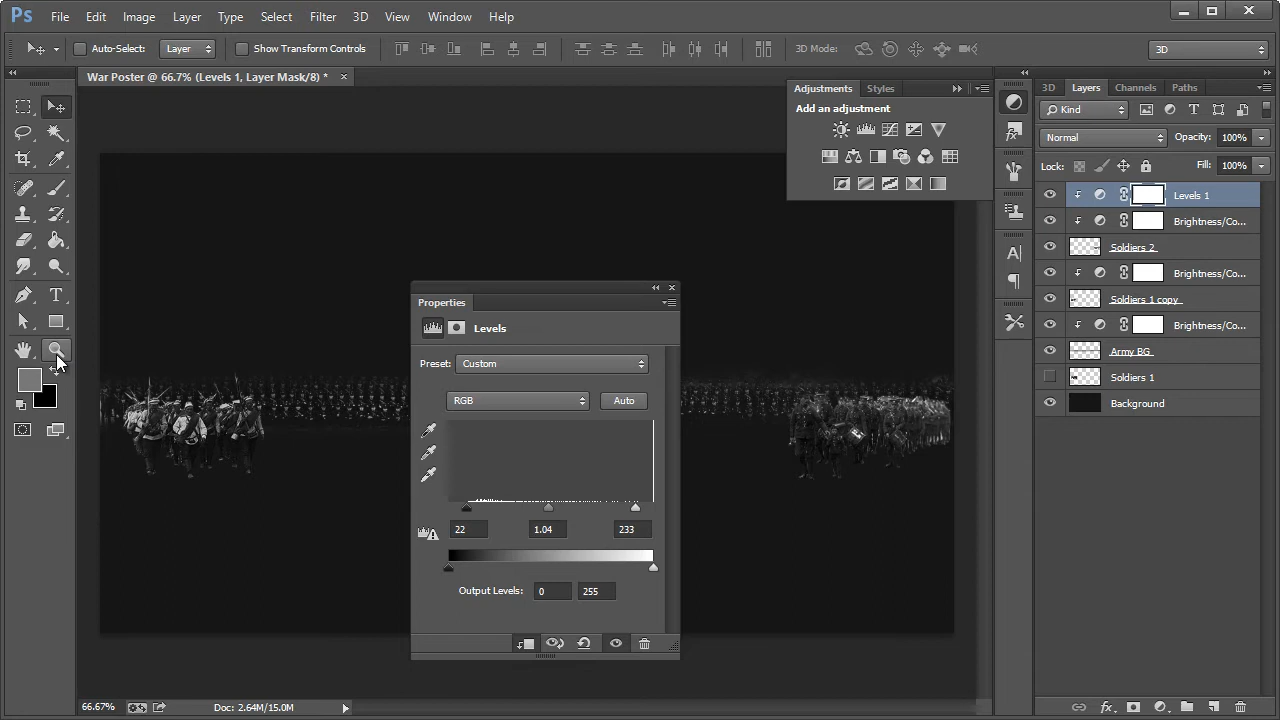 Ps File Edit Image Layer Type Select Filter 3D View Window Help
Auto-Select: Layer Show Transform Controls 3D Mode: 3D
War Poster @ 66.7% (Levels 1, Layer Mask/8) * ×
Adjustments Styles
Add an adjustment
3D Layers Channels Paths
Kind
Normal Opacity: 100%
Lock: Fill: 100%
Levels 1
Brightness/Co...
Soldiers 2
Brightness/Co...
Soldiers 1 copy
Brightness/Co...
Army BG
Soldiers 1
Background
Properties
Levels
Preset: Custom
RGB Auto
22 1.04 233
Output Levels: 0 255
66.67% Doc: 2.64M/15.0M